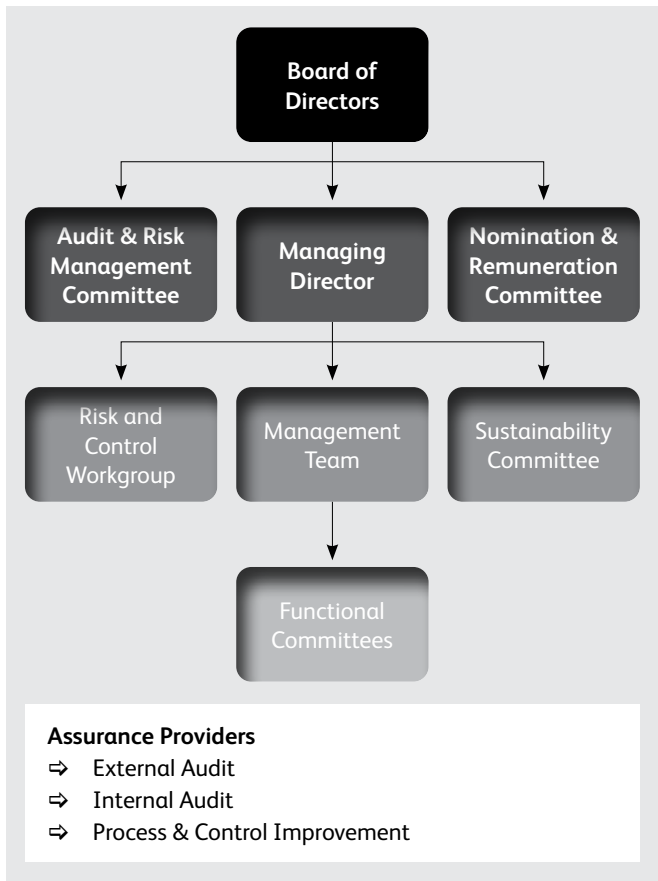 Board of
Directors
Audit & Risk
Management
Committee
Managing
Director
Nomination &
Remuneration
Committee
Risk and
Control
Workgroup
Management
Team
Sustainability
Committee
Functional
Committees
Assurance Providers
⇨ External Audit
⇨ Internal Audit
⇨ Process & Control Improvement